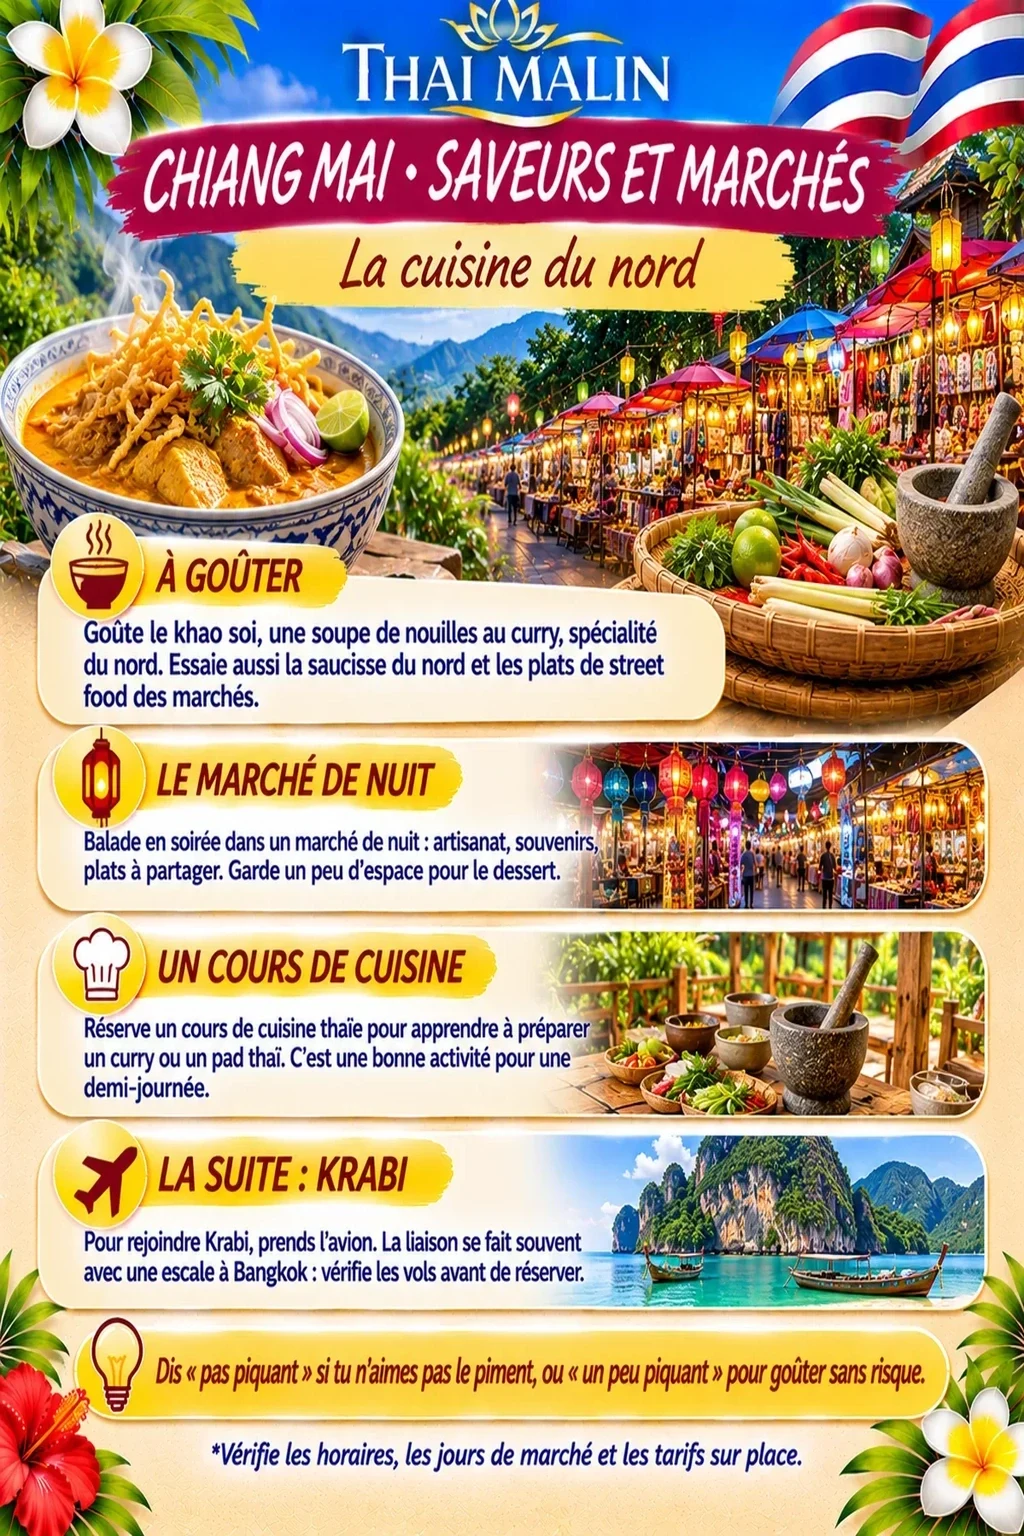 THAI MALIN
CHIANG MAI • SAVEURS ET MARCHÉS
La cuisine du nord
À GOÛTER
Goûte le khao soi, une soupe de nouilles au curry, spécialité
du nord. Essaie aussi la saucisse du nord et les plats de street
food des marchés.
LE MARCHÉ DE NUIT
Balade en soirée dans un marché de nuit : artisanat, souvenirs,
plats à partager. Garde un peu d'espace pour le dessert.
UN COURS DE CUISINE
Réserve un cours de cuisine thaïe pour apprendre à préparer
un curry ou un pad thaï. C'est une bonne activité pour une
demi-journée.
LA SUITE : KRABI
Pour rejoindre Krabi, prends l'avion. La liaison se fait souvent
avec une escale à Bangkok : vérifie les vols avant de réserver.
Dis « pas piquant » si tu n'aimes pas le piment, ou « un peu piquant » pour goûter sans risque.
*Vérifie les horaires, les jours de marché et les tarifs sur place.